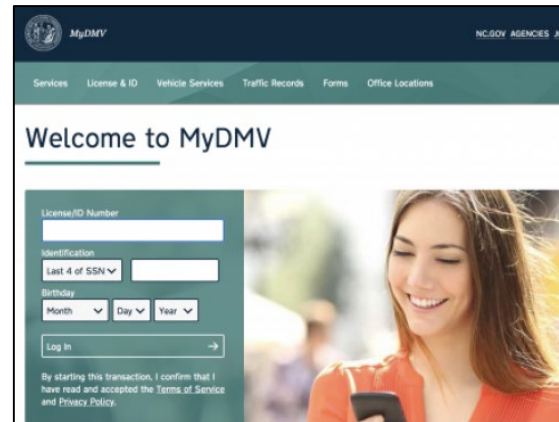 MyDMV
NC.GOV AGENCIES
Services License & ID Vehicle Services Traffic Records Forms Office Locations
Welcome to MyDMV
License/ID Number
Identification
Last 4 of SSN
Birthday
Month Day Year
Log In →
By starting this transaction, I confirm that I
have read and accepted the Terms of Service
and Privacy Policy.